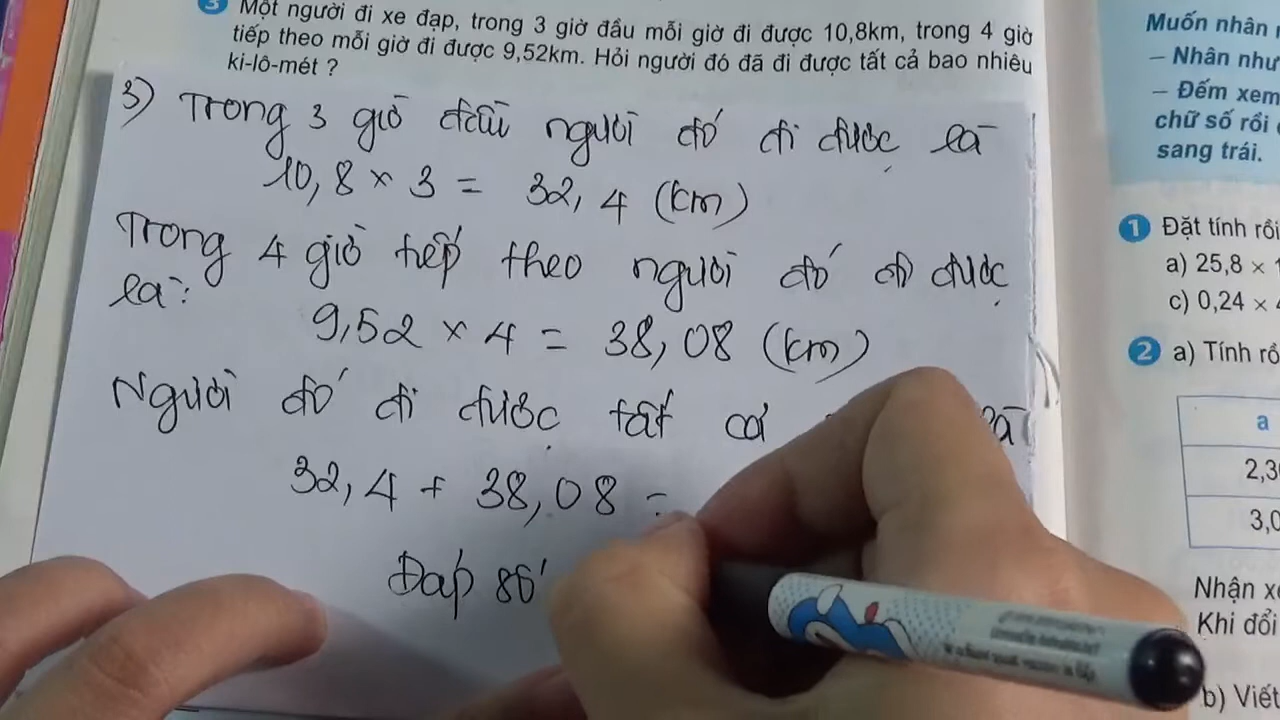 3 Một người đi xe đạp, trong 3 giờ đầu mỗi giờ đi được 10,8km, trong 4 giờ
tiếp theo mỗi giờ đi được 9,52km. Hỏi người đó đã đi được tất cả bao nhiêu
ki-lô-mét ?
3) Trong 3 giờ đầu người đó đi được là
10,8 × 3 = 32,4 (km)
Trong 4 giờ tiếp theo người đó đi được
là:
9,52 × 4 = 38,08 (km)
Người đó đi được tất cả là
32,4 + 38,08 =
Đáp số
Muốn nhân
– Nhân như
– Đếm xem
chữ số rồi
sang trái.
1 Đặt tính rồi
a) 25,8 × 1
c) 0,24 × 4
2 a) Tính rồ
a
2,3
3,0
Nhận x
Khi đổi
b) Viết